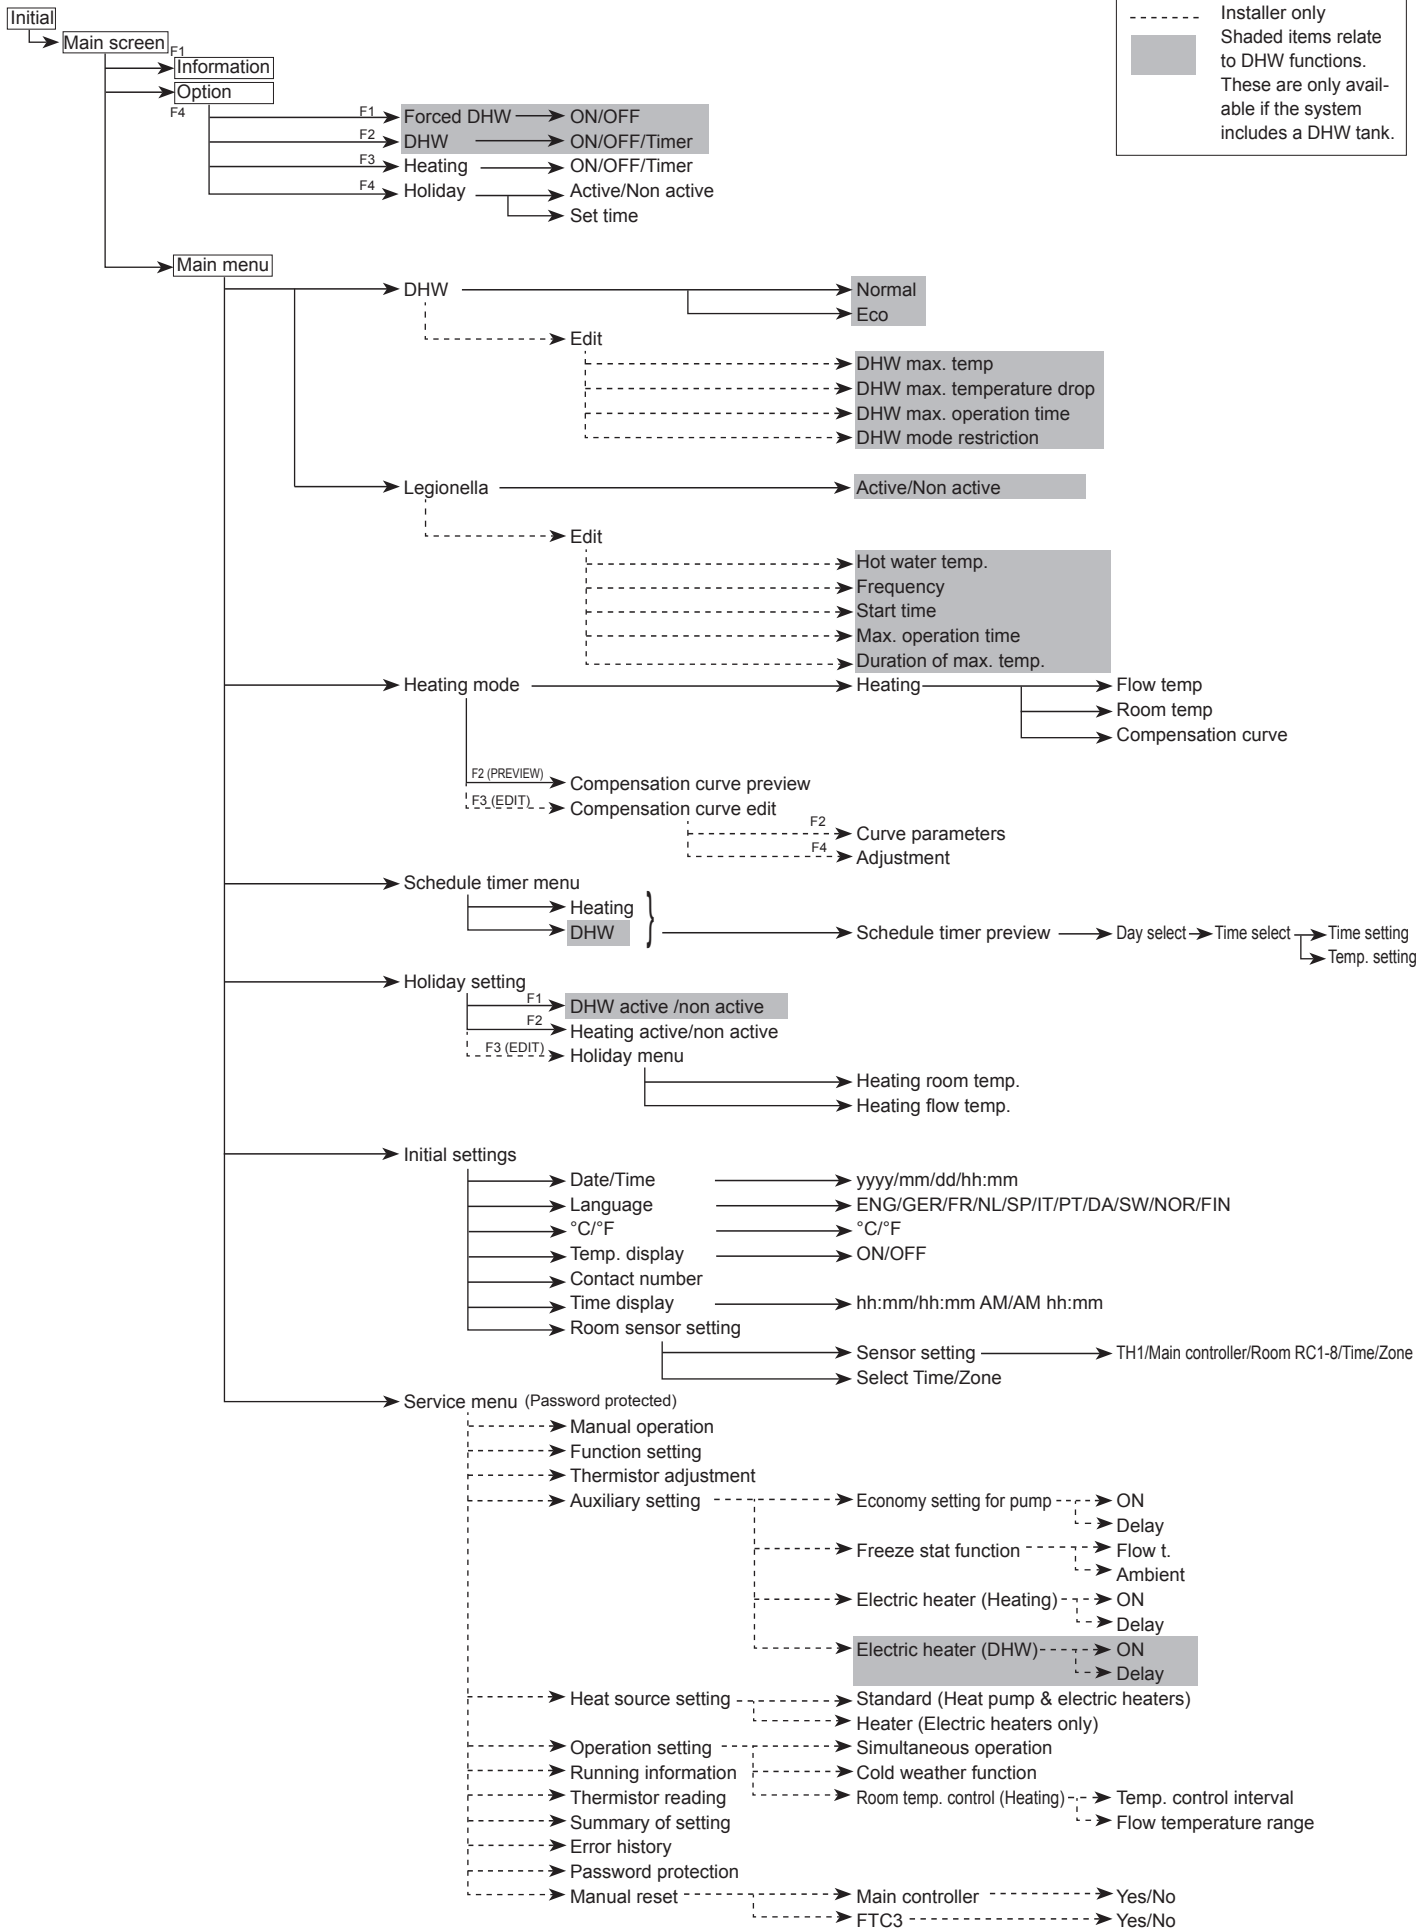 Initial
Main screen
F1
Information
Option
F4
Installer only
Shaded items relate
to DHW functions.
These are only avail-
able if the system
includes a DHW tank.
F1 Forced DHW ON/OFF
F2 DHW ON/OFF/Timer
F3 Heating ON/OFF/Timer
F4 Holiday Active/Non active
Set time
Main menu
DHW Normal
Eco
Edit
DHW max. temp
DHW max. temperature drop
DHW max. operation time
DHW mode restriction
Legionella Active/Non active
Edit
Hot water temp.
Frequency
Start time
Max. operation time
Duration of max. temp.
Heating mode Heating Flow temp
Room temp
Compensation curve
F2 (PREVIEW) Compensation curve preview
F3 (EDIT) Compensation curve edit
F2 Curve parameters
F4 Adjustment
Schedule timer menu
Heating }
DHW Schedule timer preview Day select Time select Time setting
Temp. setting
Holiday setting
F1 DHW active /non active
F2 Heating active/non active
F3 (EDIT) Holiday menu
Heating room temp.
Heating flow temp.
Initial settings
Date/Time yyyy/mm/dd/hh:mm
Language ENG/GER/FR/NL/SP/IT/PT/DA/SW/NOR/FIN
°C/°F °C/°F
Temp. display ON/OFF
Contact number
Time display hh:mm/hh:mm AM/AM hh:mm
Room sensor setting
Sensor setting TH1/Main controller/Room RC1-8/Time/Zone
Select Time/Zone
Service menu (Password protected)
Manual operation
Function setting
Thermistor adjustment
Auxiliary setting Economy setting for pump ON
Delay
Freeze stat function Flow t.
Ambient
Electric heater (Heating) ON
Delay
Electric heater (DHW) ON
Delay
Heat source setting Standard (Heat pump & electric heaters)
Heater (Electric heaters only)
Operation setting Simultaneous operation
Running information Cold weather function
Thermistor reading Room temp. control (Heating) Temp. control interval
Summary of setting Flow temperature range
Error history
Password protection
Manual reset Main controller Yes/No
FTC3 Yes/No